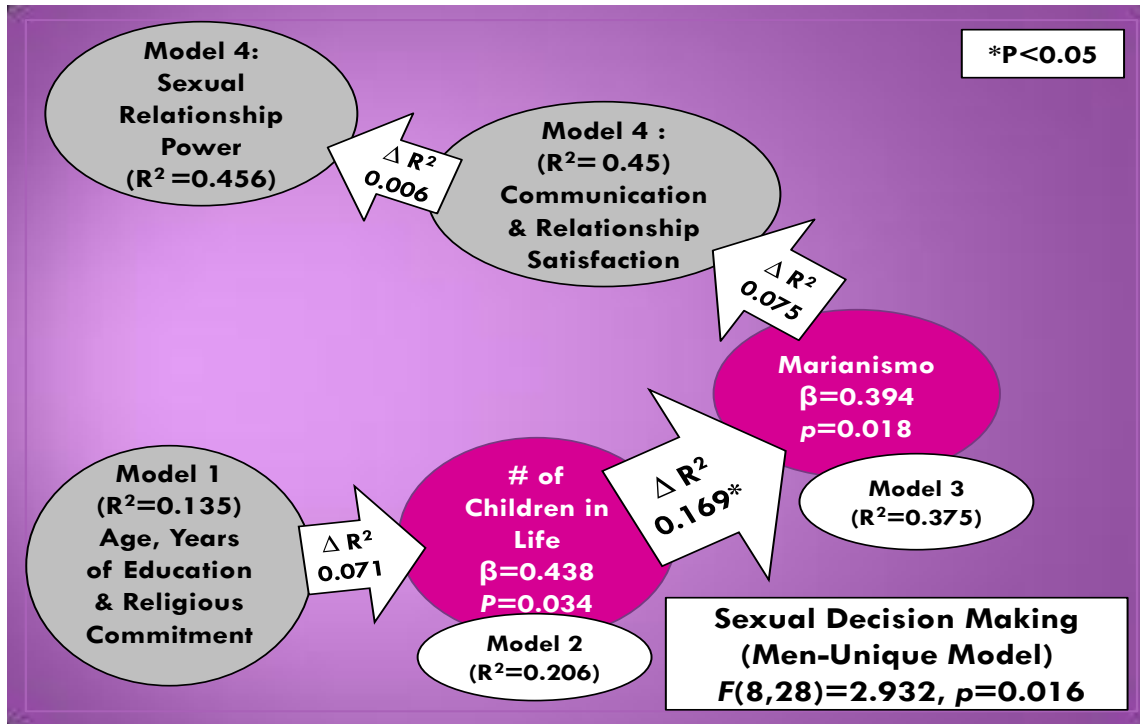 Model 4:
Sexual
Relationship
Power
(R² =0.456)
*P<0.05
Δ R²
0.006
Model 4 :
(R²= 0.45)
Communication
& Relationship
Satisfaction
Δ R²
0.075
Marianismo
β=0.394
p=0.018
Model 3
(R²=0.375)
Δ R²
0.169*
# of
Children in
Life
β=0.438
P=0.034
Model 2
(R²=0.206)
Δ R²
0.071
Model 1
(R²=0.135)
Age, Years
of Education
& Religious
Commitment
Sexual Decision Making
(Men-Unique Model)
F(8,28)=2.932, p=0.016